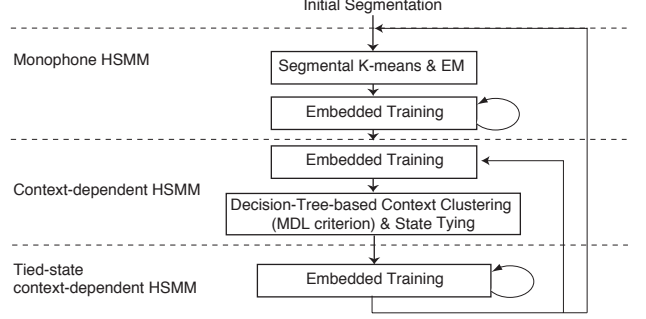 Initial Segmentation
Monophone HSMM
Segmental K-means & EM
Embedded Training
Embedded Training
Context-dependent HSMM
Decision-Tree-based Context Clustering
(MDL criterion) & State Tying
Tied-state
context-dependent HSMM
Embedded Training